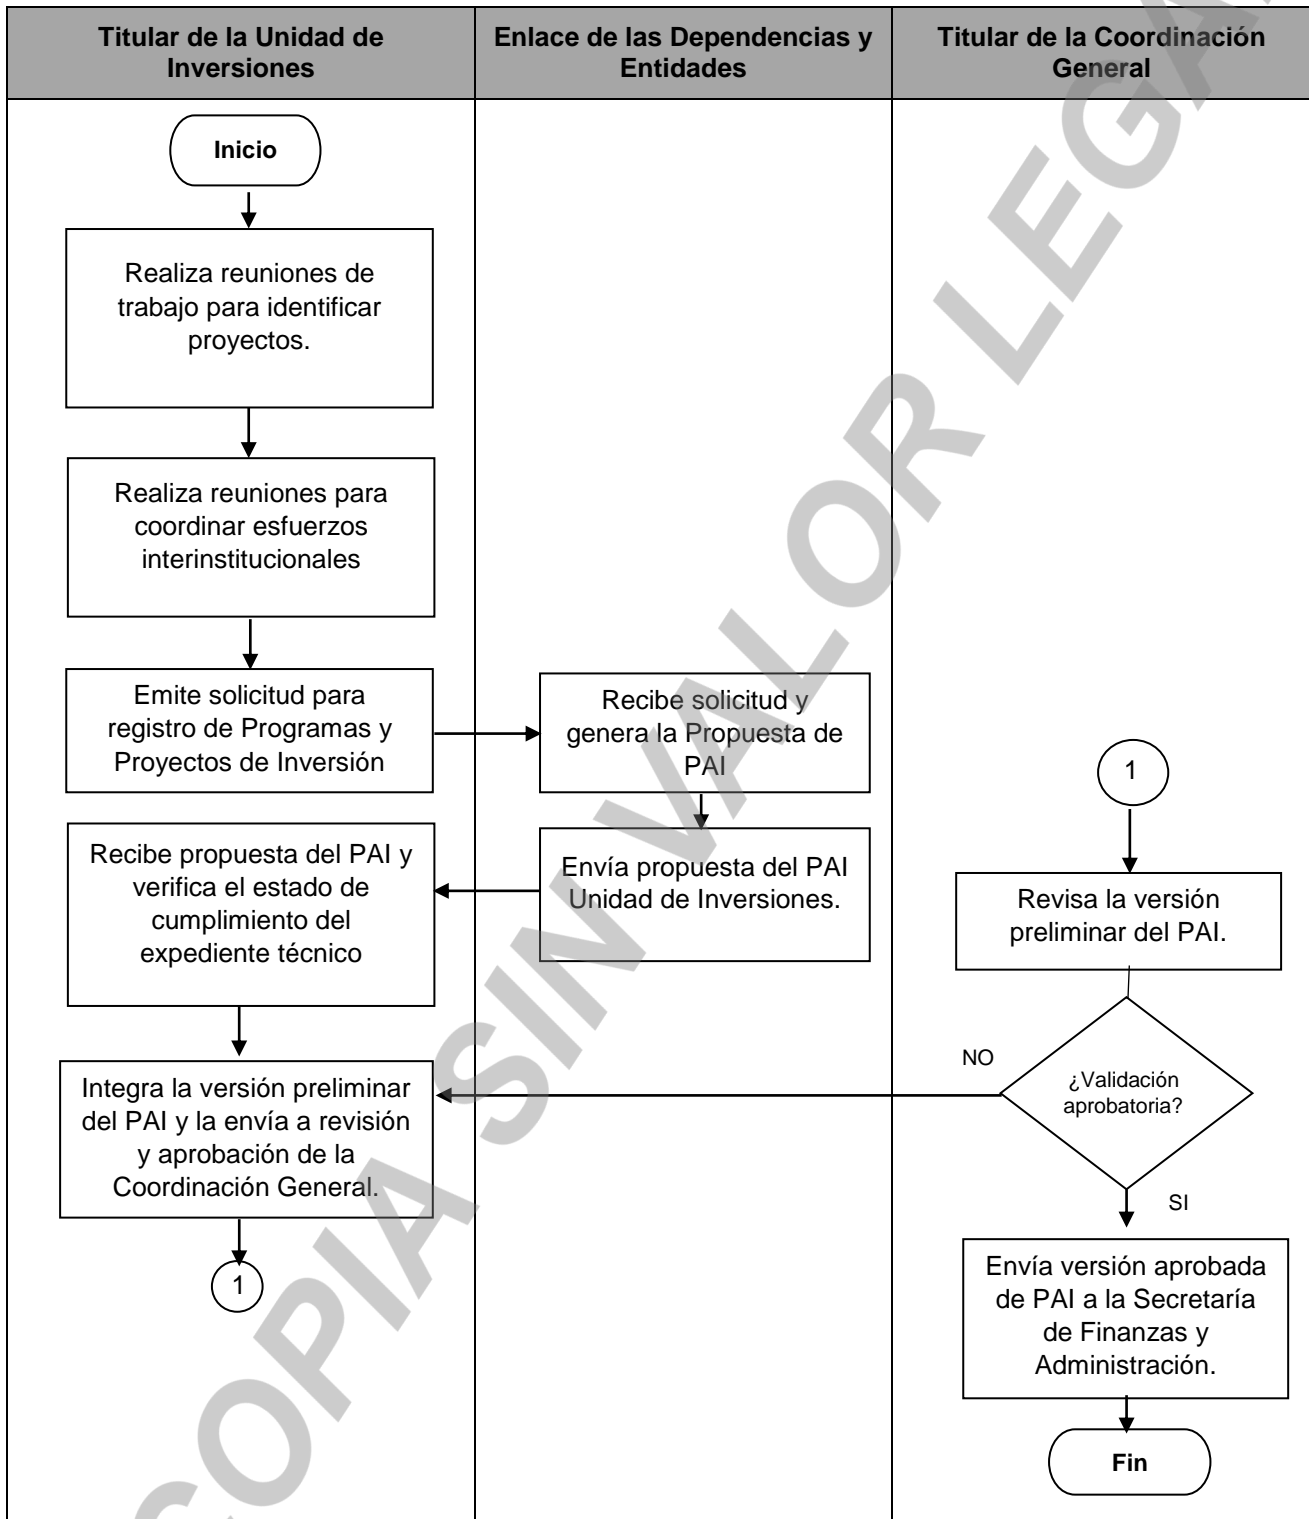 Titular de la Unidad de
Inversiones
Enlace de las Dependencias y
Entidades
Titular de la Coordinación
General
Inicio
Realiza reuniones de
trabajo para identificar
proyectos.
Realiza reuniones para
coordinar esfuerzos
interinstitucionales
Emite solicitud para
registro de Programas y
Proyectos de Inversión
Recibe solicitud y
genera la Propuesta de
PAI
Envía propuesta del PAI
Unidad de Inversiones.
Recibe propuesta del PAI y
verifica el estado de
cumplimiento del
expediente técnico
Integra la versión preliminar
del PAI y la envía a revisión
y aprobación de la
Coordinación General.
1
1
Revisa la versión
preliminar del PAI.
¿Validación
aprobatoria?
NO
SI
Envía versión aprobada
de PAI a la Secretaría
de Finanzas y
Administración.
Fin
COPIA SIN VALOR LEGA